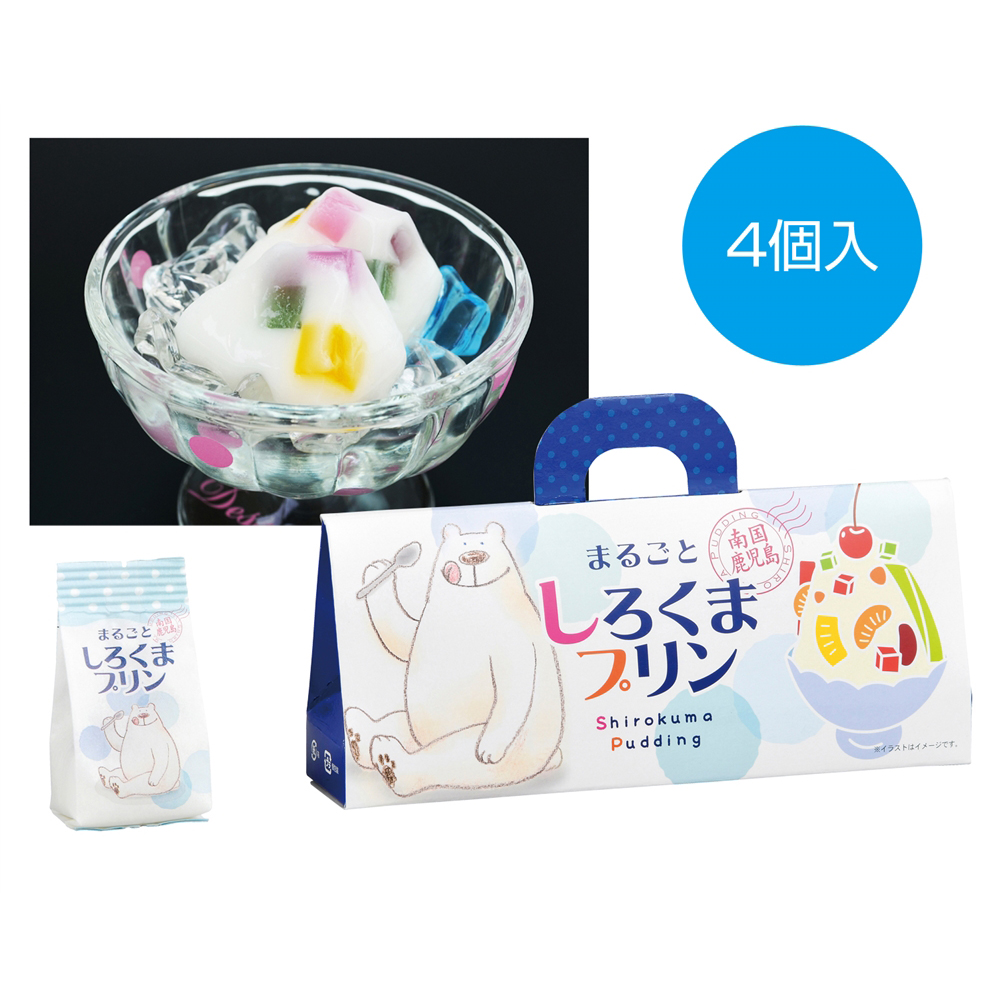 4個入
Des
まるごと
しろくま
プリン
Shirokuma
Pudding
PUDDING SHIRO
南国
鹿児島
※イラストはイメージです。
まるごと
しろくま
プリン
南国
鹿児島